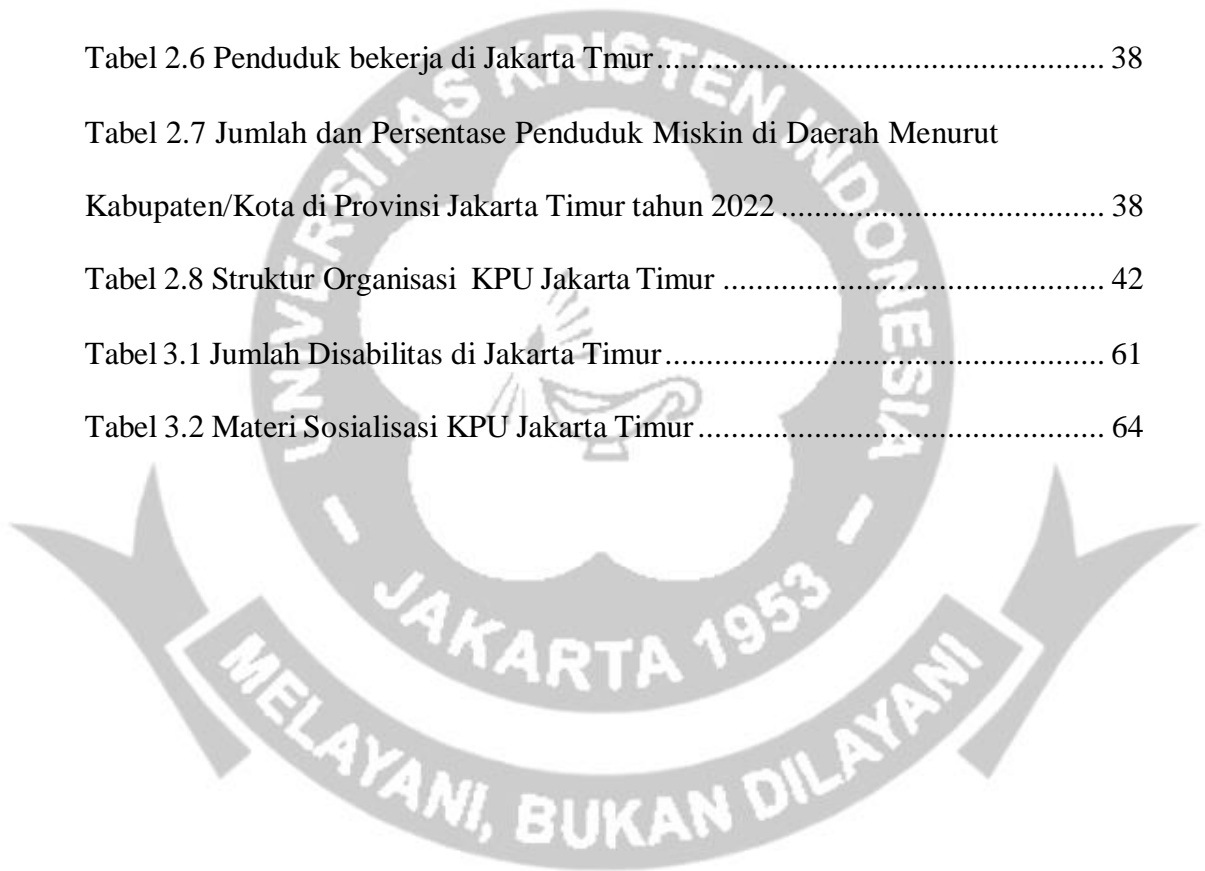 Tabel 2.6 Penduduk bekerja di Jakarta Tmur........................................................ 38
Tabel 2.7 Jumlah dan Persentase Penduduk Miskin di Daerah Menurut
Kabupaten/Kota di Provinsi Jakarta Timur tahun 2022........................................ 38
Tabel 2.8 Struktur Organisasi KPU Jakarta Timur................................................ 42
Tabel 3.1 Jumlah Disabilitas di Jakarta Timur....................................................... 61
Tabel 3.2 Materi Sosialisasi KPU Jakarta Timur................................................... 64
UNIVERSITAS KRISTEN INDONESIA
- JAKARTA 1953 -
MELAYANI, BUKAN DILAYANI